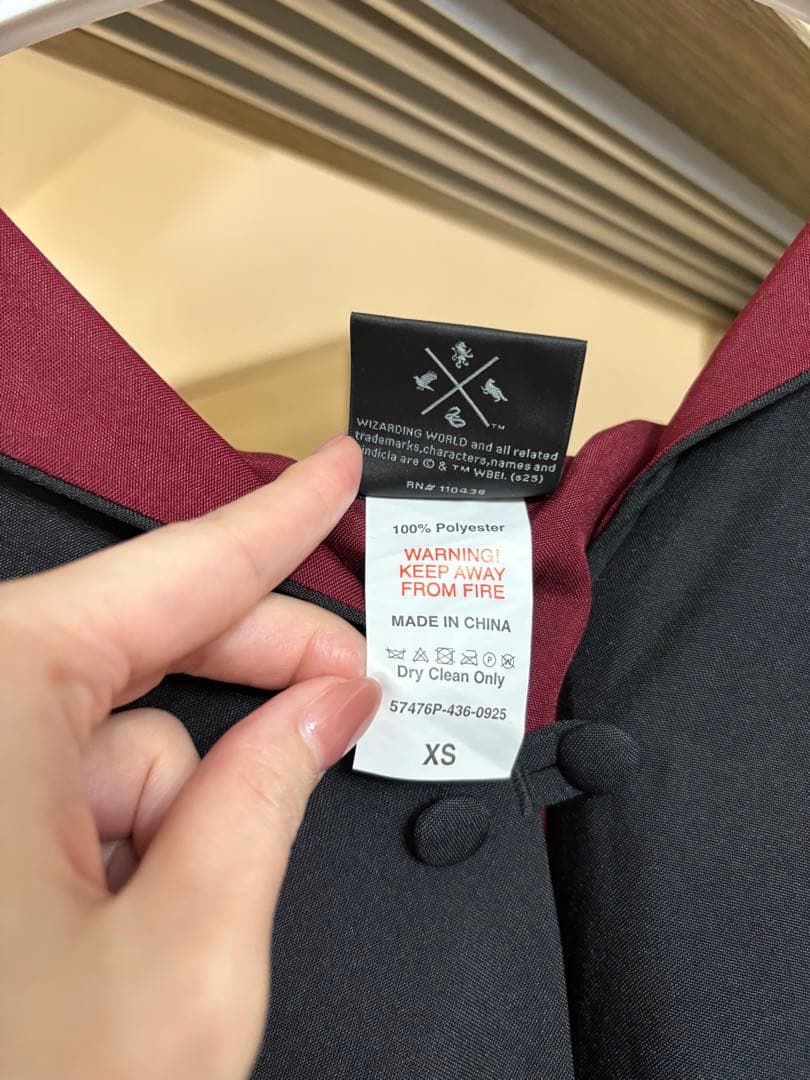 WIZARDING WORLD and all related
trademarks,characters,names and
indicia are © & ™ WBEI. (s25)
RN# 110439
100% Polyester
WARNING!
KEEP AWAY
FROM FIRE
MADE IN CHINA
Dry Clean Only
57476P-436-0925
XS